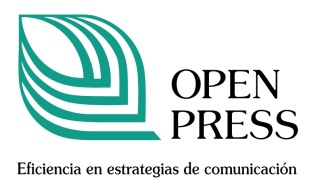 OPEN
PRESS
Eficiencia en estrategias de comunicación